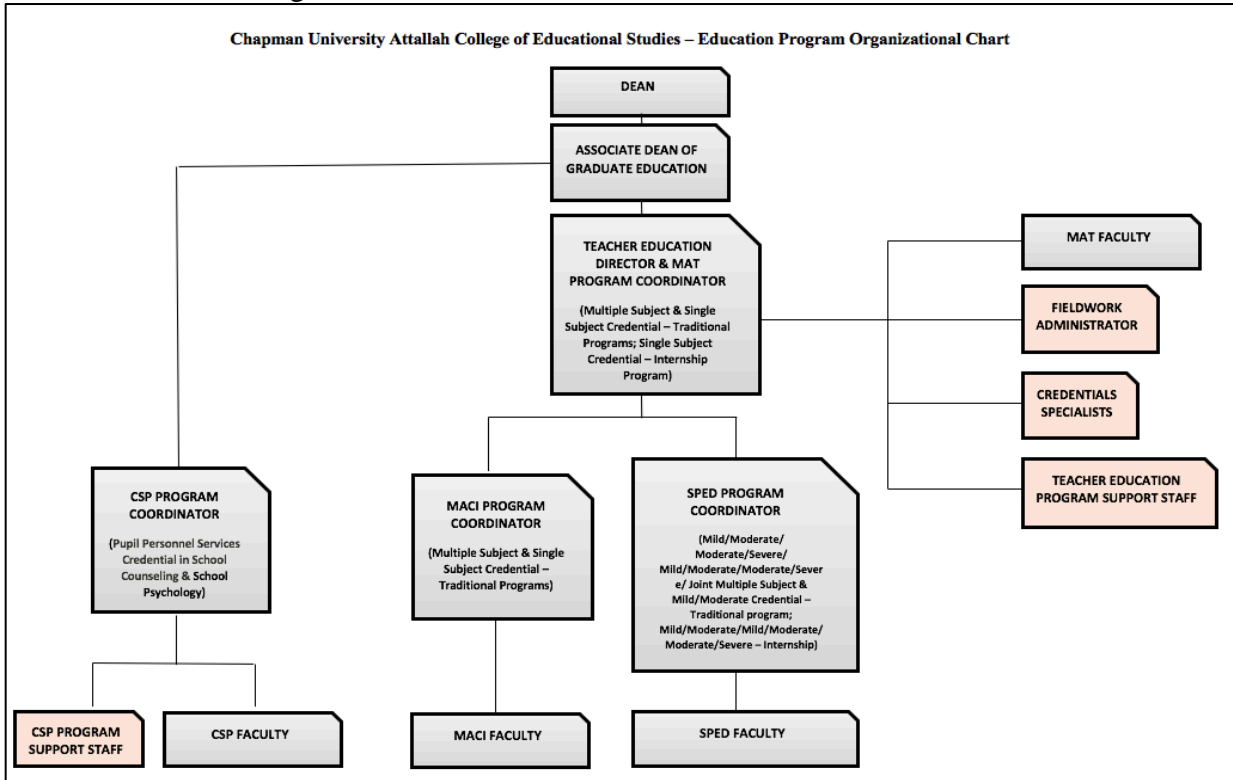 Chapman University Attallah College of Educational Studies – Education Program Organizational Chart
DEAN
ASSOCIATE DEAN OF
GRADUATE EDUCATION
TEACHER EDUCATION
DIRECTOR & MAT
PROGRAM COORDINATOR
(Multiple Subject & Single
Subject Credential – Traditional
Programs; Single Subject
Credential – Internship
Program)
MAT FACULTY
FIELDWORK
ADMINISTRATOR
CREDENTIALS
SPECIALISTS
TEACHER EDUCATION
PROGRAM SUPPORT STAFF
CSP PROGRAM
COORDINATOR
(Pupil Personnel Services
Credential in School
Counseling & School
Psychology)
MACI PROGRAM
COORDINATOR
(Multiple Subject & Single
Subject Credential –
Traditional Programs)
SPED PROGRAM
COORDINATOR
(Mild/Moderate/
Moderate/Severe/
Mild/Moderate/Moderate/Sever
e/ Joint Multiple Subject &
Mild/Moderate Credential –
Traditional program;
Mild/Moderate/Mild/Moderate/
Moderate/Severe – Internship)
CSP PROGRAM
SUPPORT STAFF
CSP FACULTY
MACI FACULTY
SPED FACULTY